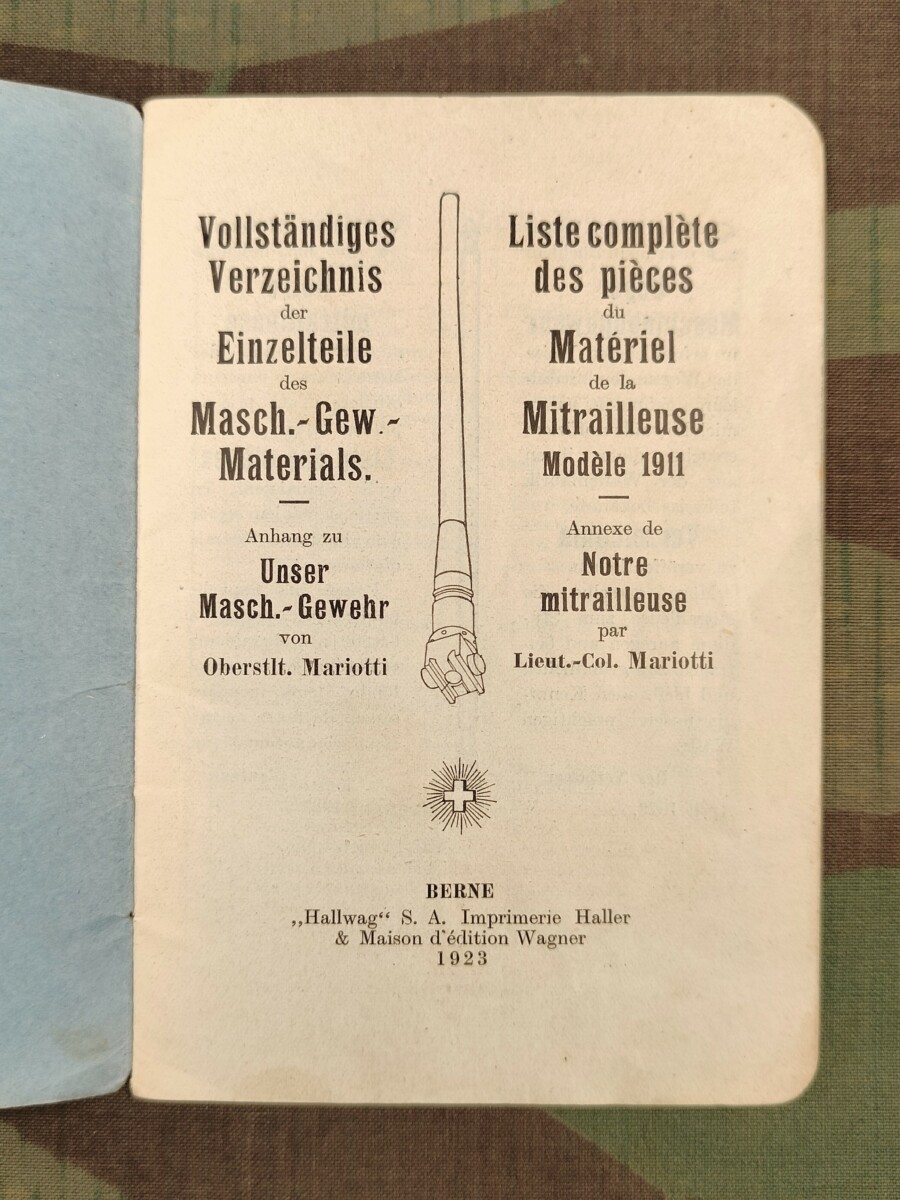 Vollständiges
Verzeichnis
der
Einzelteile
des
Masch.-Gew.-
Materials.
Anhang zu
Unser
Masch.-Gewehr
von
Oberstlt. Mariotti
Liste complète
des pièces
du
Matériel
de la
Mitrailleuse
Modèle 1911
Annexe de
Notre
mitrailleuse
par
Lieut.-Col. Mariotti
BERNE
„Hallwag“ S. A. Imprimerie Haller
& Maison d'édition Wagner
1923